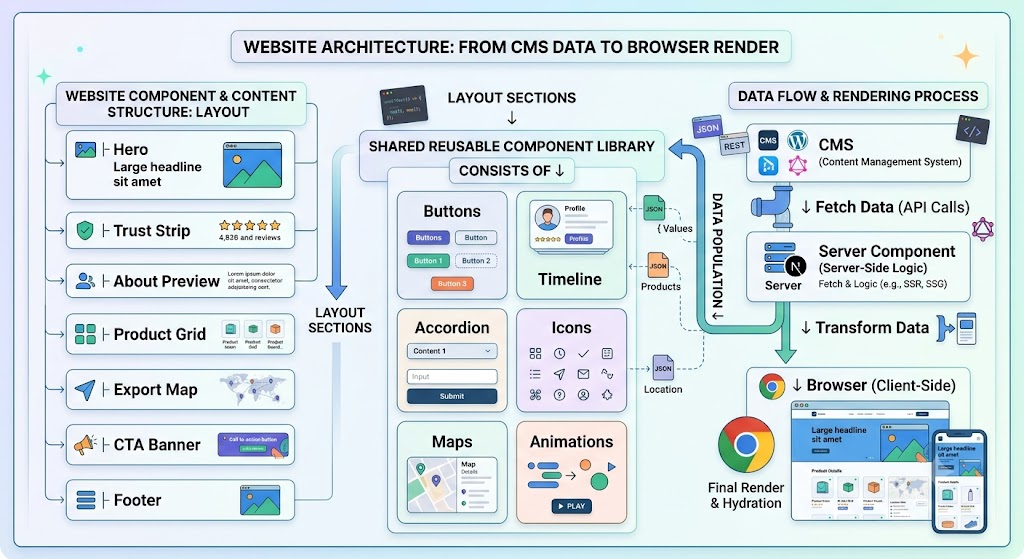 WEBSITE ARCHITECTURE: FROM CMS DATA TO BROWSER RENDER
WEBSITE COMPONENT & CONTENT
STRUCTURE: LAYOUT
Hero
Large headline
sit amet
Trust Strip
4,826 and reviews
About Preview
Lorem ipsum dolor
sit amet, consectetur
adipiscing cert.
Product Grid
Product
Product
Product
Export Map
CTA Banner
Call to action button
Footer
LAYOUT SECTIONS
↓
SHARED REUSABLE COMPONENT LIBRARY
CONSISTS OF ↓
LAYOUT
SECTIONS
Buttons
Buttons
Button
Button 1
Button 2
Button 3
Profile
Profiis
Timeline
Accordion
Content 1
Input
Submit
Icons
Maps
Map
Details
Animations
PLAY
JSON
{ Values
JSON
Products
JSON
Location
DATA POPULATION ↓
DATA FLOW & RENDERING PROCESS
JSON
REST
</>
CMS
CMS
(Content Management System)
↓ Fetch Data (API Calls)
N
Server
Server Component
(Server-Side Logic)
Fetch & Logic (e.g., SSR, SSG)
↓ Transform Data
↓ Browser (Client-Side)
Final Render
& Hydration
Large headline
sit amet
Product Details
Large headline
sit amet